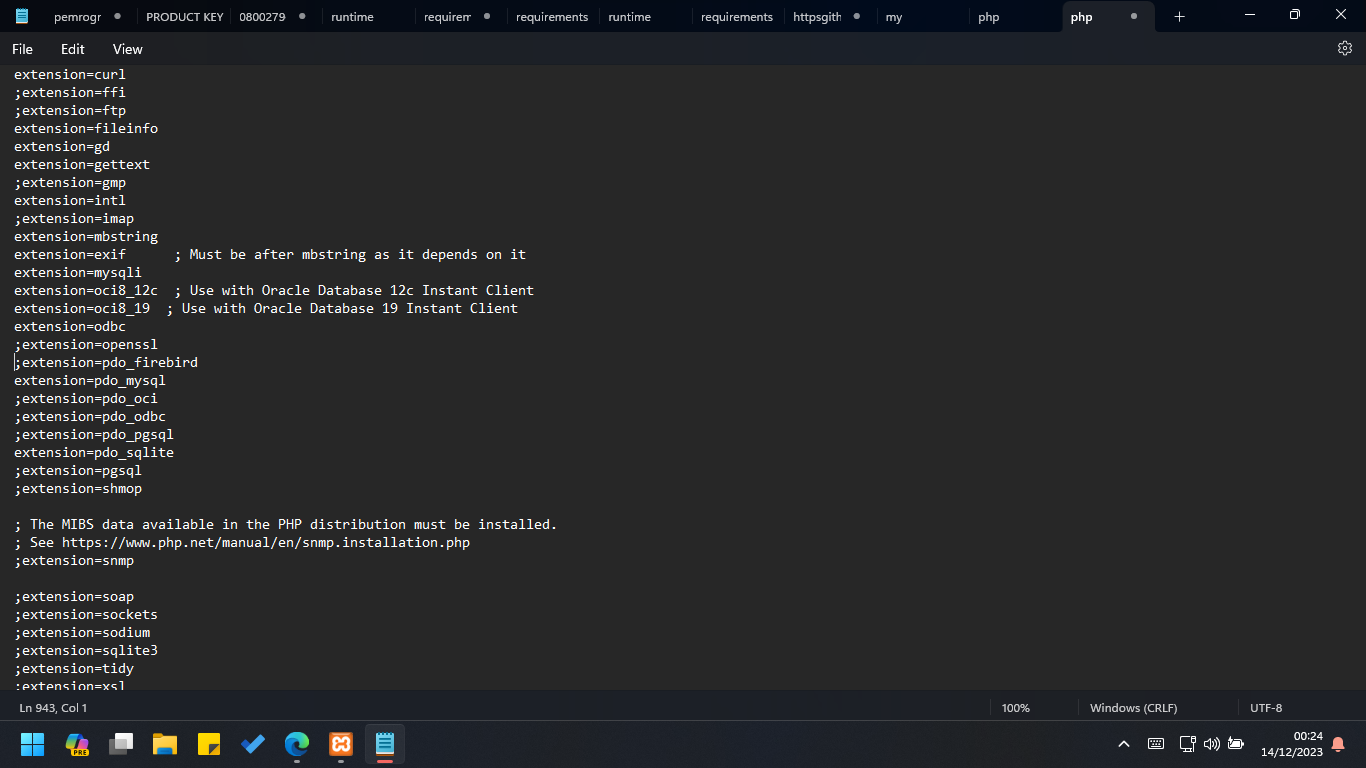 pemrogr PRODUCT KEY 0800279 runtime requirem requirements runtime requirements httpsgith my php php
File Edit View
extension=curl
;extension=ffi
;extension=ftp
extension=fileinfo
extension=gd
extension=gettext
;extension=gmp
extension=intl
;extension=imap
extension=mbstring
extension=exif      ; Must be after mbstring as it depends on it
extension=mysqli
extension=oci8_12c  ; Use with Oracle Database 12c Instant Client
extension=oci8_19  ; Use with Oracle Database 19 Instant Client
extension=odbc
;extension=openssl
;extension=pdo_firebird
extension=pdo_mysql
;extension=pdo_oci
;extension=pdo_odbc
;extension=pdo_pgsql
extension=pdo_sqlite
;extension=pgsql
;extension=shmop
; The MIBS data available in the PHP distribution must be installed.
; See https://www.php.net/manual/en/snmp.installation.php
;extension=snmp
;extension=soap
;extension=sockets
;extension=sodium
;extension=sqlite3
;extension=tidy
;extension=xsl
Ln 943, Col 1 100% Windows (CRLF) UTF-8
PRE
00:24
14/12/2023